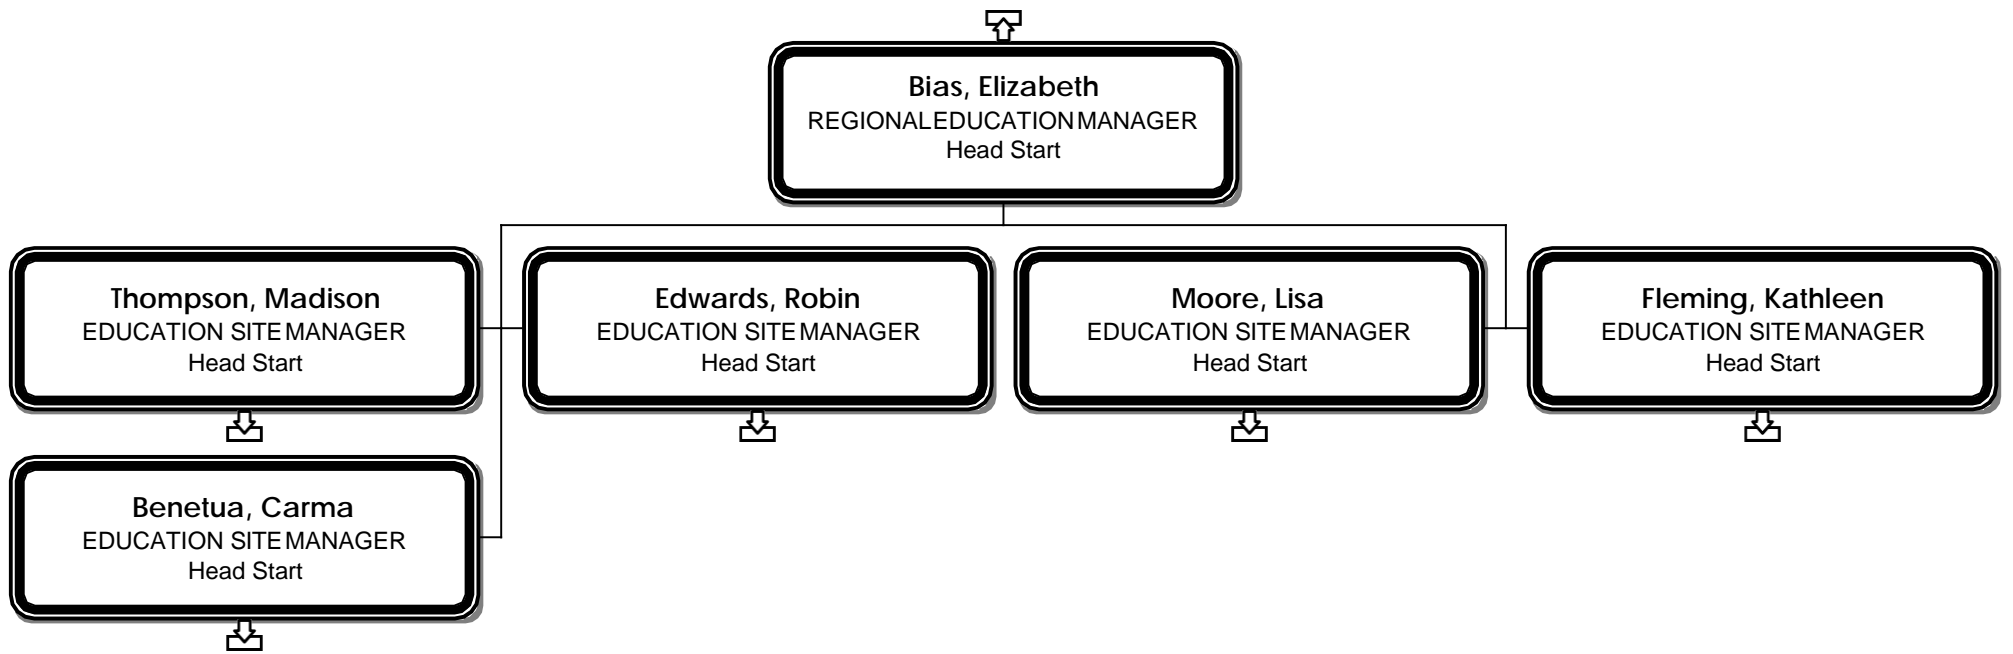 Bias, Elizabeth
REGIONAL EDUCATION MANAGER
Head Start
Thompson, Madison
EDUCATION SITE MANAGER
Head Start
Edwards, Robin
EDUCATION SITE MANAGER
Head Start
Moore, Lisa
EDUCATION SITE MANAGER
Head Start
Fleming, Kathleen
EDUCATION SITE MANAGER
Head Start
Benetua, Carma
EDUCATION SITE MANAGER
Head Start